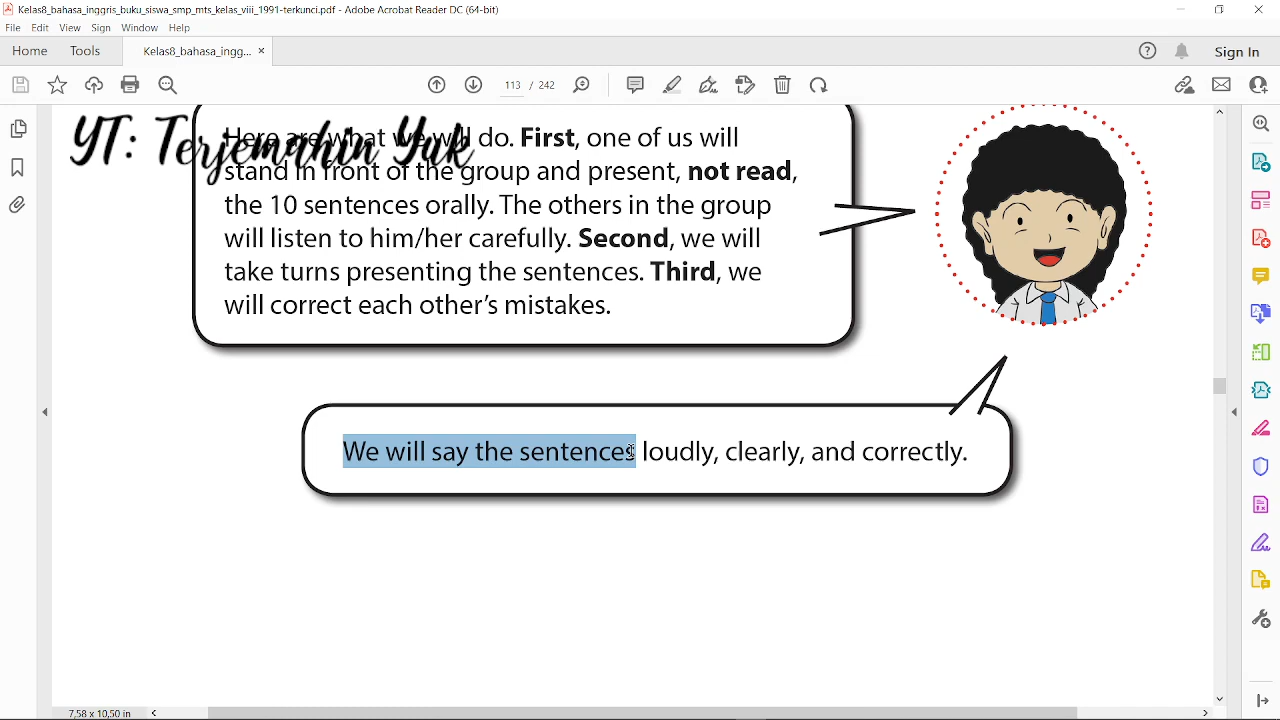 Kelas8_bahasa_inggris_buku_siswa_smp_mts_kelas_viii_1991-terkunci.pdf - Adobe Acrobat Reader DC (64-bit)
File Edit View Sign Window Help
Home Tools Kelas8_bahasa_ingg... × Sign In
113 / 242
YT: Terjemahin Yuk
Here are what we will do. First, one of us will
stand in front of the group and present, not read,
the 10 sentences orally. The others in the group
will listen to him/her carefully. Second, we will
take turns presenting the sentences. Third, we
will correct each other's mistakes.
We will say the sentences loudly, clearly, and correctly.
7,58 x 10,50 in